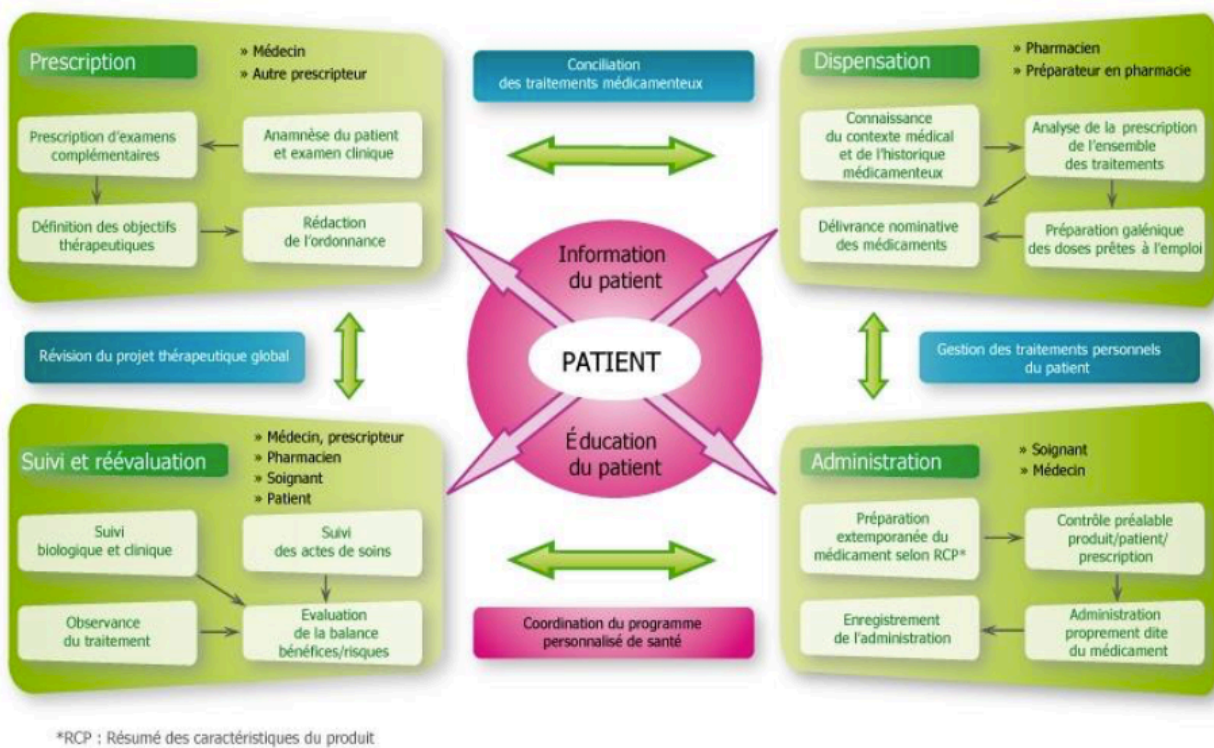 Prescription
» Médecin
» Autre prescripteur
Prescription d'examens
complémentaires
Anamnèse du patient
et examen clinique
Définition des objectifs
thérapeutiques
Rédaction
de l'ordonnance
Conciliation
des traitements médicamenteux
Dispensation
» Pharmacien
» Préparateur en pharmacie
Connaissance
du contexte médical
et de l'historique
médicamenteux
Analyse de la prescription
de l'ensemble
des traitements
Délivrance nominative
des médicaments
Préparation galénique
des doses prêtes à l'emploi
Information
du patient
PATIENT
Éducation
du patient
Révision du projet thérapeutique global
Gestion des traitements personnels
du patient
Suivi et réévaluation
» Médecin, prescripteur
» Pharmacien
» Soignant
» Patient
Suivi
biologique et clinique
Suivi
des actes de soins
Observance
du traitement
Evaluation
de la balance
bénéfices/risques
Coordination du programme
personnalisé de santé
Administration
» Soignant
» Médecin
Préparation
extemporanée du
médicament selon RCP*
Contrôle préalable
produit/patient/
prescription
Enregistrement
de l'administration
Administration
proprement dite
du médicament
*RCP : Résumé des caractéristiques du produit